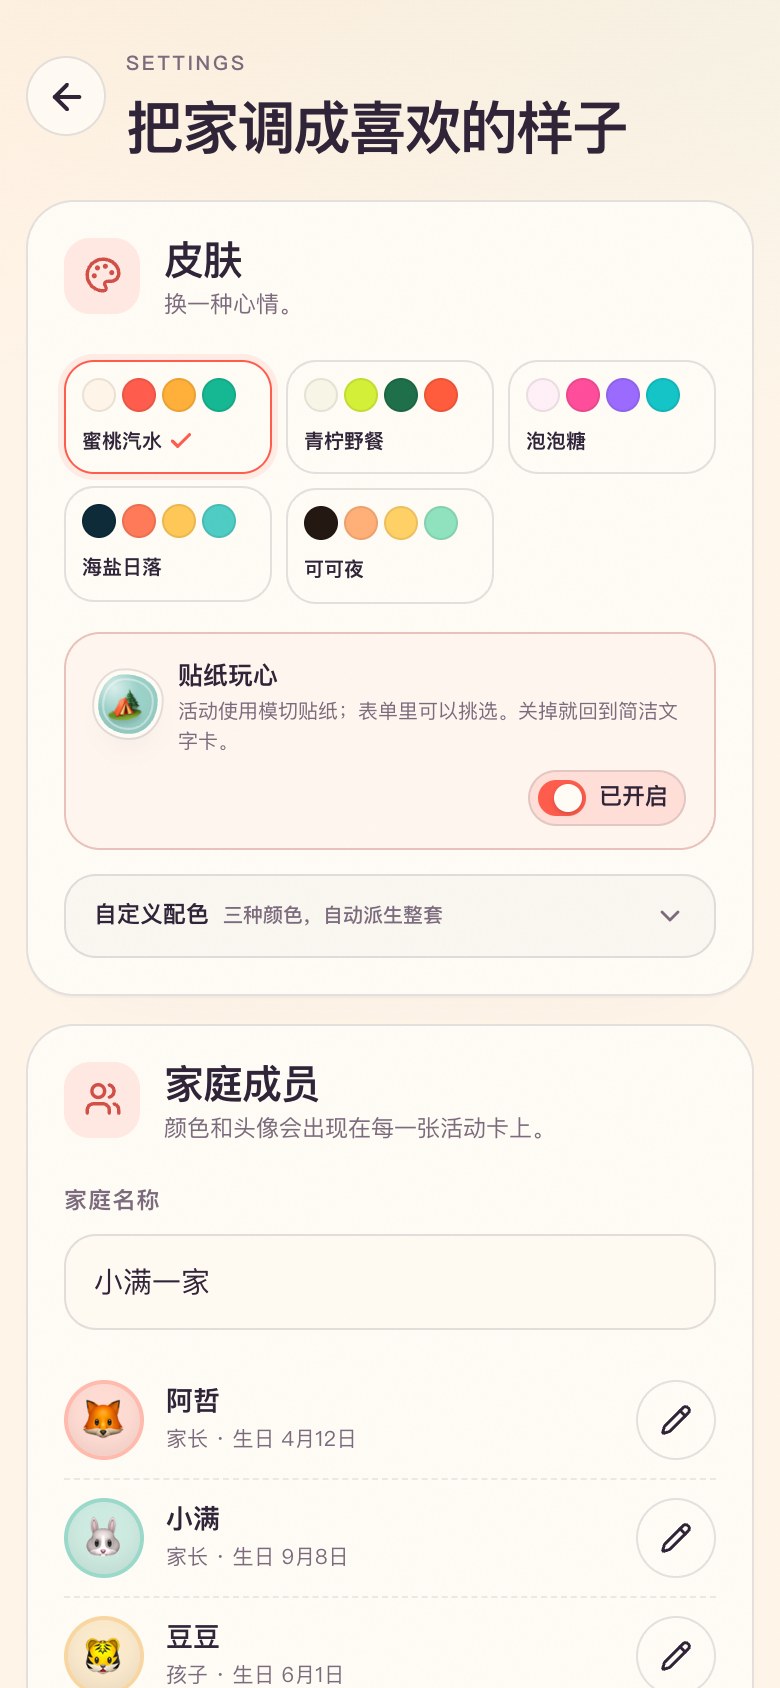 SETTINGS
把家调成喜欢的样子
皮肤
换一种心情。
蜜桃汽水
青柠野餐
泡泡糖
海盐日落
可可夜
贴纸玩心
活动使用模切贴纸；表单里可以挑选。关掉就回到简洁文
字卡。
已开启
自定义配色 三种颜色，自动派生整套
家庭成员
颜色和头像会出现在每一张活动卡上。
家庭名称
小满一家
阿哲
家长 · 生日 4月12日
小满
家长 · 生日 9月8日
豆豆
孩子 · 生日 6月1日